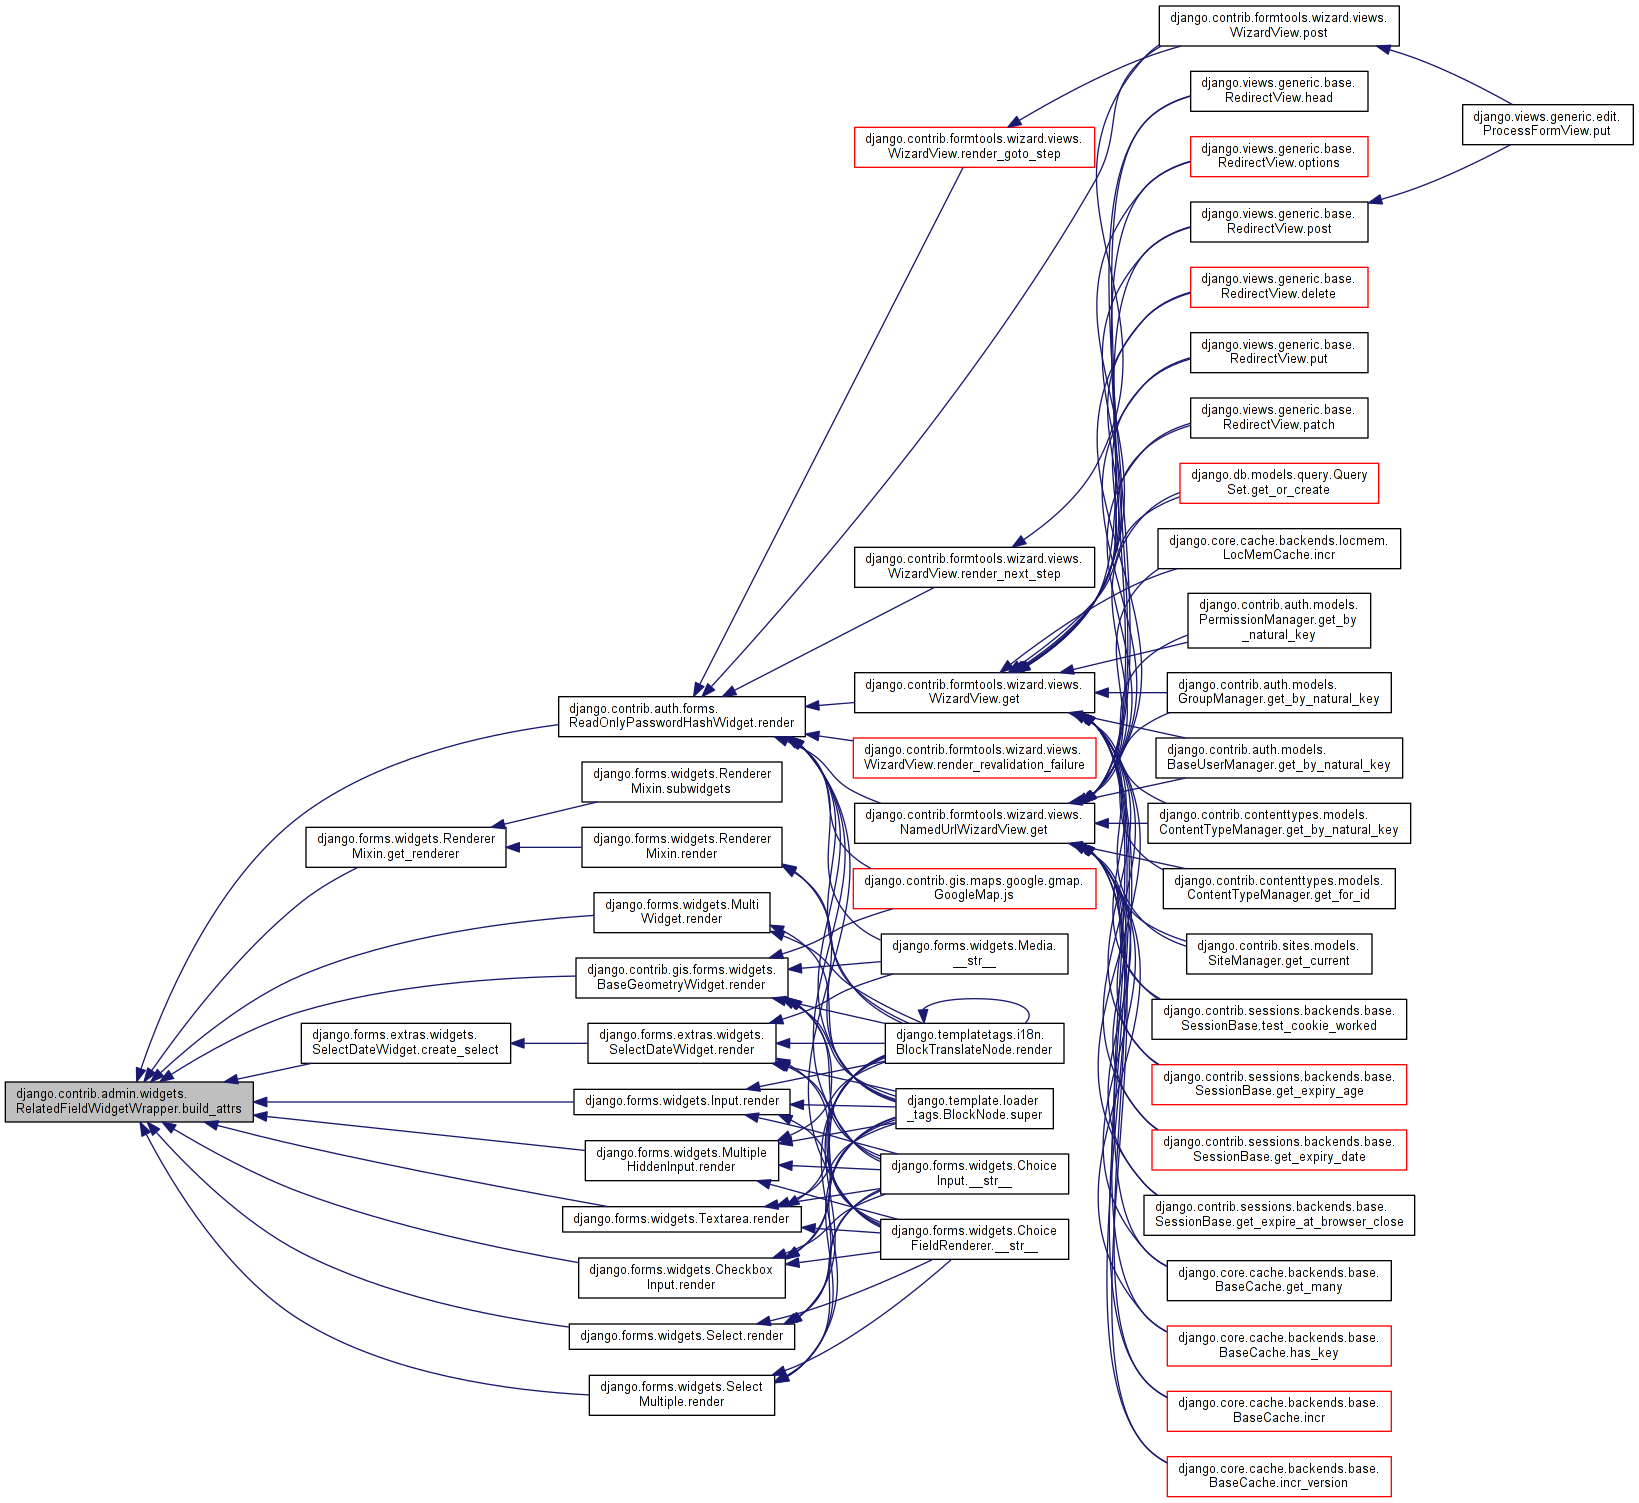 django.contrib.admin.widgets.
RelatedFieldWidgetWrapper.build_attrs
django.contrib.auth.forms.
ReadOnlyPasswordHashWidget.render
django.forms.widgets.Renderer
Mixin.get_renderer
django.forms.extras.widgets.
SelectDateWidget.create_select
django.forms.widgets.Renderer
Mixin.subwidgets
django.forms.widgets.Renderer
Mixin.render
django.forms.widgets.Multi
Widget.render
django.contrib.gis.forms.widgets.
BaseGeometryWidget.render
django.forms.extras.widgets.
SelectDateWidget.render
django.forms.widgets.Input.render
django.forms.widgets.Multiple
HiddenInput.render
django.forms.widgets.Textarea.render
django.forms.widgets.Checkbox
Input.render
django.forms.widgets.Select.render
django.forms.widgets.Select
Multiple.render
django.contrib.formtools.wizard.views.
WizardView.render_goto_step
django.contrib.formtools.wizard.views.
WizardView.render_next_step
django.contrib.formtools.wizard.views.
WizardView.get
django.contrib.formtools.wizard.views.
WizardView.render_revalidation_failure
django.contrib.formtools.wizard.views.
NamedUrlWizardView.get
django.contrib.gis.maps.google.gmap.
GoogleMap.js
django.forms.widgets.Media.
__str__
django.templatetags.i18n.
BlockTranslateNode.render
django.template.loader
_tags.BlockNode.super
django.forms.widgets.Choice
Input.__str__
django.forms.widgets.Choice
FieldRenderer.__str__
django.contrib.formtools.wizard.views.
WizardView.post
django.views.generic.base.
RedirectView.head
django.views.generic.base.
RedirectView.options
django.views.generic.base.
RedirectView.post
django.views.generic.base.
RedirectView.delete
django.views.generic.base.
RedirectView.put
django.views.generic.base.
RedirectView.patch
django.db.models.query.Query
Set.get_or_create
django.core.cache.backends.locmem.
LocMemCache.incr
django.contrib.auth.models.
PermissionManager.get_by
_natural_key
django.contrib.auth.models.
GroupManager.get_by_natural_key
django.contrib.auth.models.
BaseUserManager.get_by_natural_key
django.contrib.contenttypes.models.
ContentTypeManager.get_by_natural_key
django.contrib.contenttypes.models.
ContentTypeManager.get_for_id
django.contrib.sites.models.
SiteManager.get_current
django.contrib.sessions.backends.base.
SessionBase.test_cookie_worked
django.contrib.sessions.backends.base.
SessionBase.get_expiry_age
django.contrib.sessions.backends.base.
SessionBase.get_expiry_date
django.contrib.sessions.backends.base.
SessionBase.get_expire_at_browser_close
django.core.cache.backends.base.
BaseCache.get_many
django.core.cache.backends.base.
BaseCache.has_key
django.core.cache.backends.base.
BaseCache.incr
django.core.cache.backends.base.
BaseCache.incr_version
django.views.generic.edit.
ProcessFormView.put